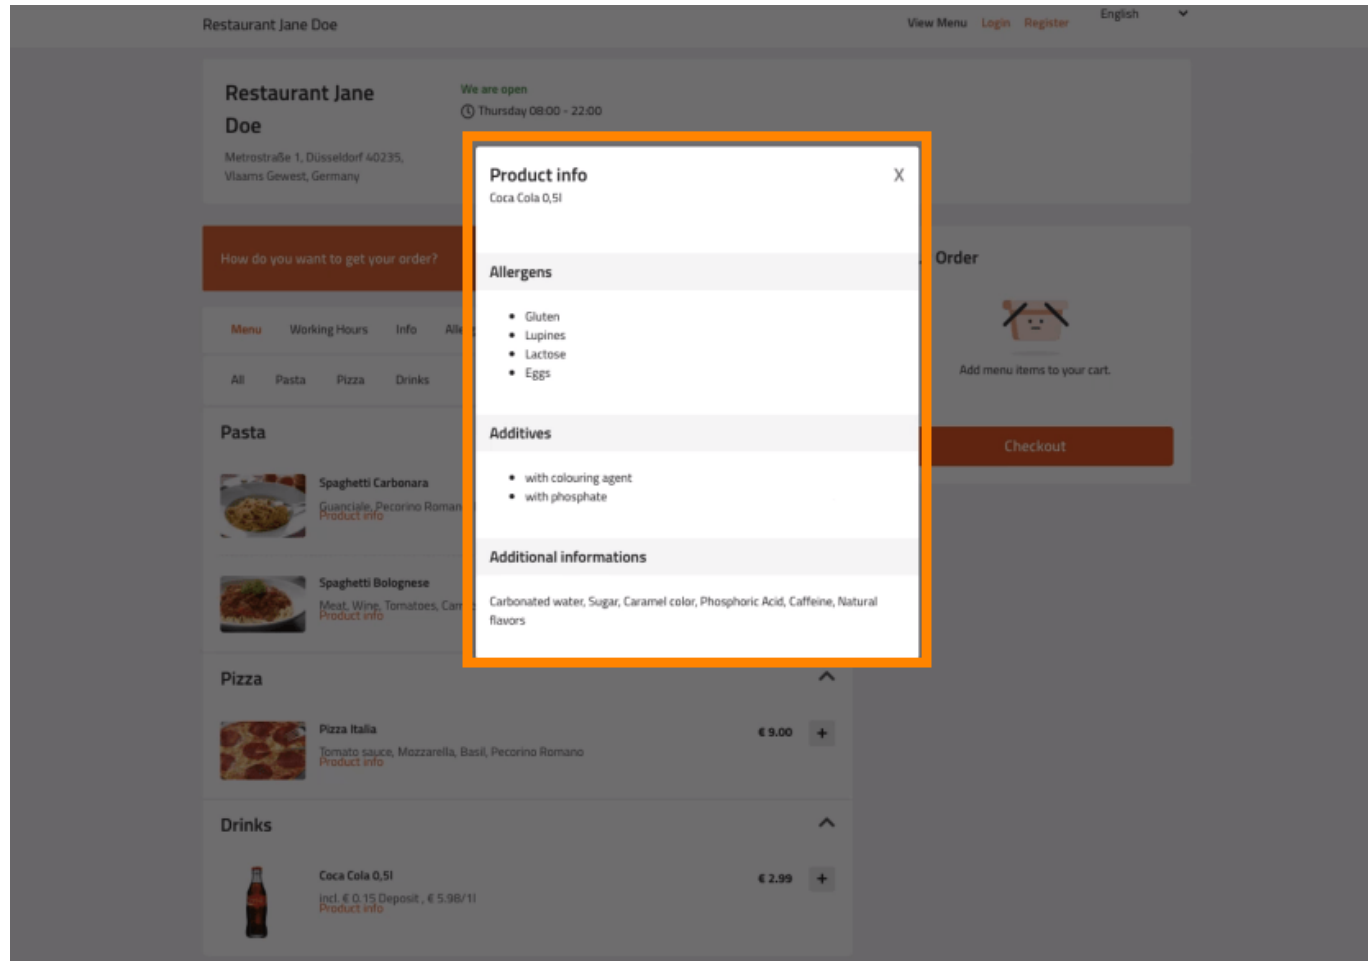 Restaurant Jane Doe
View Menu Login Register English
Restaurant Jane
Doe
Metrostraße 1, Düsseldorf 40235,
Vlaams Gewest, Germany
We are open
Thursday 08:00 - 22:00
How do you want to get your order?
Menu Working Hours Info
All Pasta Pizza Drinks
Pasta
Spaghetti Carbonara
Guanciale, Pecorino
Product info
Spaghetti Bolognese
Meat, Wine, Tomatoes,
Product info
Pizza
Pizza Italia
€ 9.00 +
Tomato sauce, Mozzarella, Basil, Pecorino Romano
Product info
Drinks
Coca Cola 0,5l
€ 2.99 +
incl. € 0.15 Deposit , € 5.98/1l
Product info
Product info X
Coca Cola 0,5l
Allergens
• Gluten
• Lupines
• Lactose
• Eggs
Additives
• with colouring agent
• with phosphate
Additional informations
Carbonated water, Sugar, Caramel color, Phosphoric Acid, Caffeine, Natural
flavors
Order
Add menu items to your cart.
Checkout